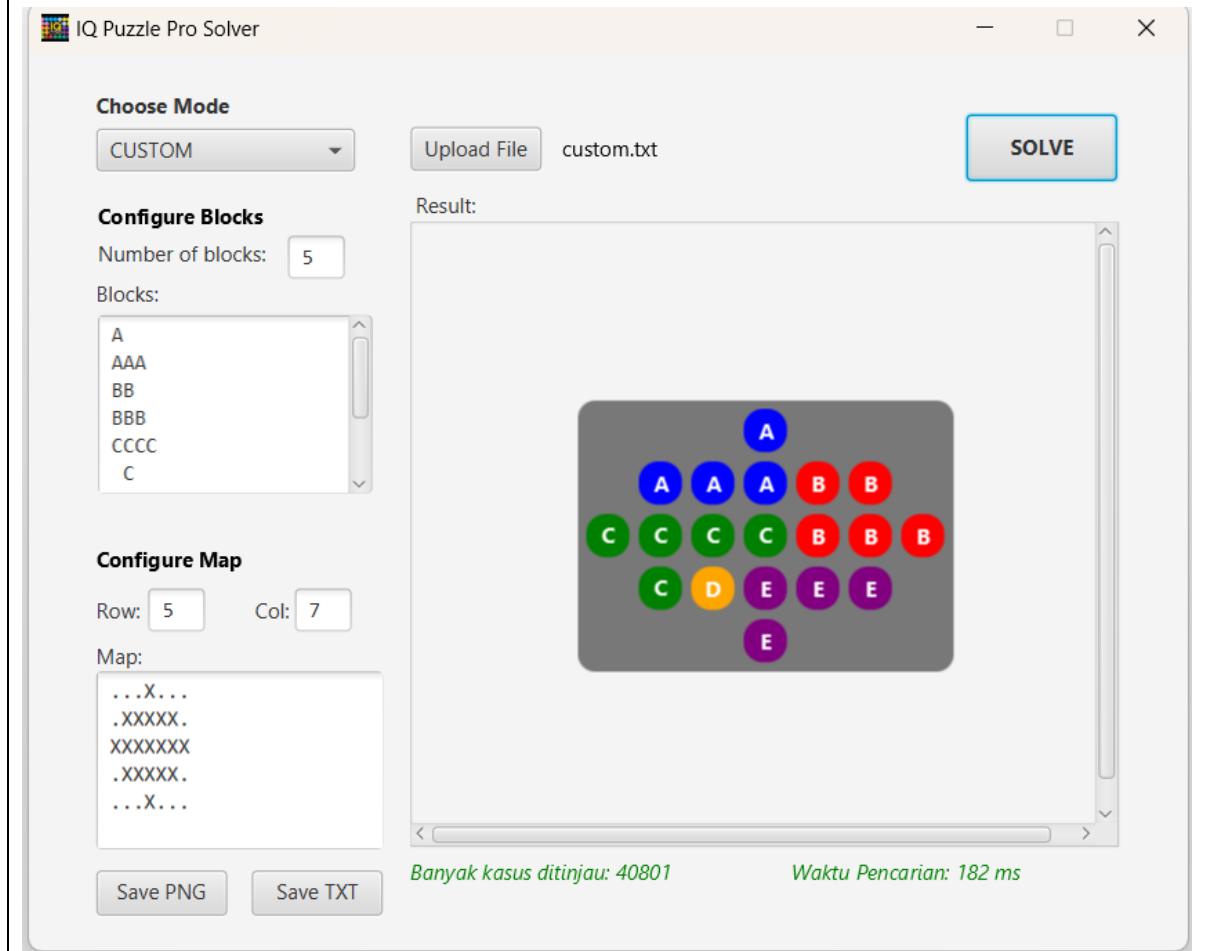 IQ Puzzle Pro Solver
Choose Mode
CUSTOM
Upload File custom.txt
SOLVE
Configure Blocks
Number of blocks: 5
Blocks:
A
AAA
BB
BBB
CCCC
 C
Configure Map
Row: 5 Col: 7
Map:
...X...
.XXXXX.
XXXXXXX
.XXXXX.
...X...
Save PNG Save TXT
Result:
A
A A A B B
C C C C B B B
C D E E E
E
Banyak kasus ditinjau: 40801 Waktu Pencarian: 182 ms